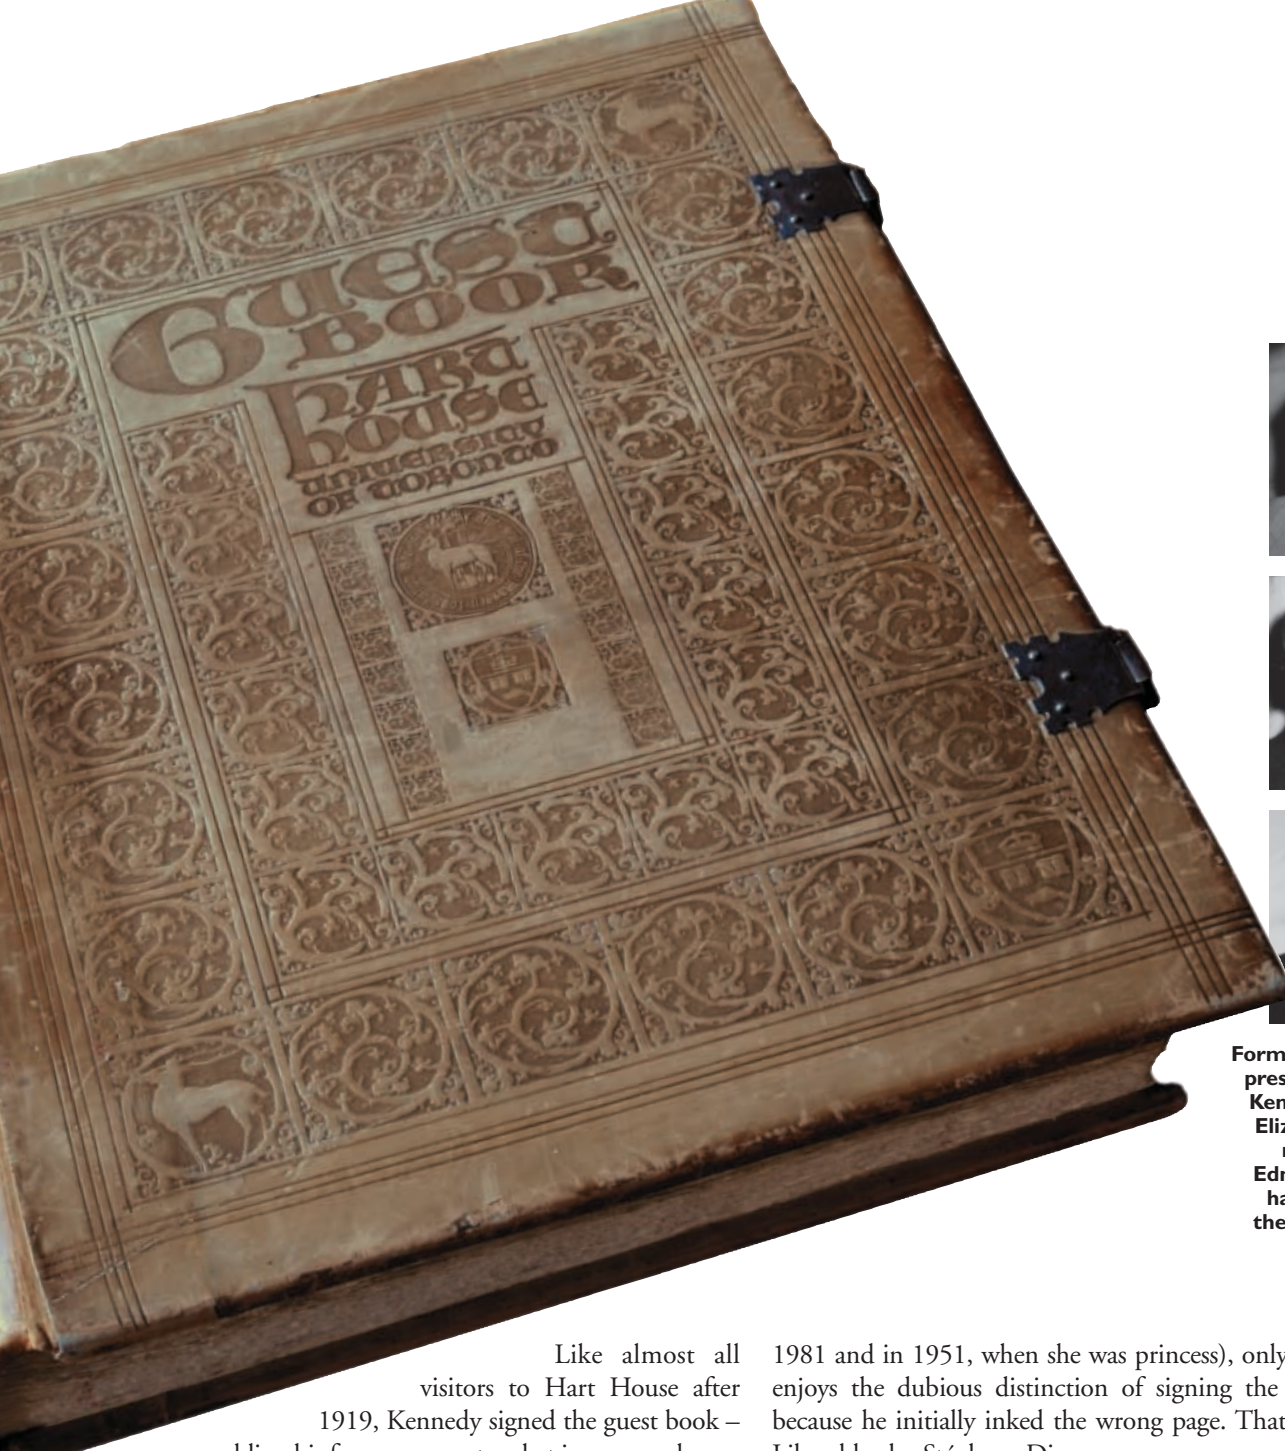 Guest
Book
Hart
House
University
of Toronto
Form
pres
Ken
Eliz
Edn
ha
the
Like almost all
visitors to Hart House after
1919, Kennedy signed the guest book –
1981 and in 1951, when she was princess), only
enjoys the dubious distinction of signing the
because he initially inked the wrong page. That